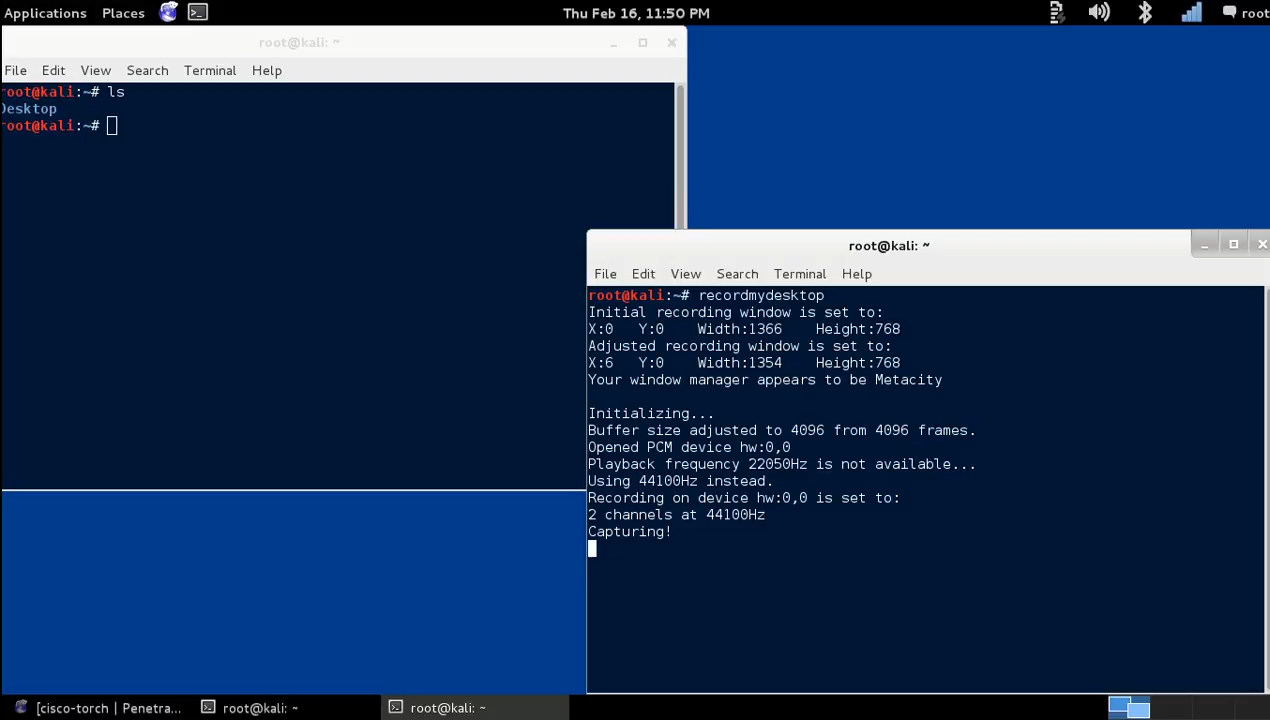 Applications Places Thu Feb 16, 11:50 PM root
root@kali: ~
File Edit View Search Terminal Help
root@kali:~# ls
Desktop
root@kali:~#
root@kali: ~
File Edit View Search Terminal Help
root@kali:~# recordmydesktop
Initial recording window is set to:
X:0 Y:0 Width:1366 Height:768
Adjusted recording window is set to:
X:6 Y:0 Width:1354 Height:768
Your window manager appears to be Metacity
Initializing...
Buffer size adjusted to 4096 from 4096 frames.
Opened PCM device hw:0,0
Playback frequency 22050Hz is not available...
Using 44100Hz instead.
Recording on device hw:0,0 is set to:
2 channels at 44100Hz
Capturing!
[cisco-torch | Penetra... root@kali: ~ root@kali: ~